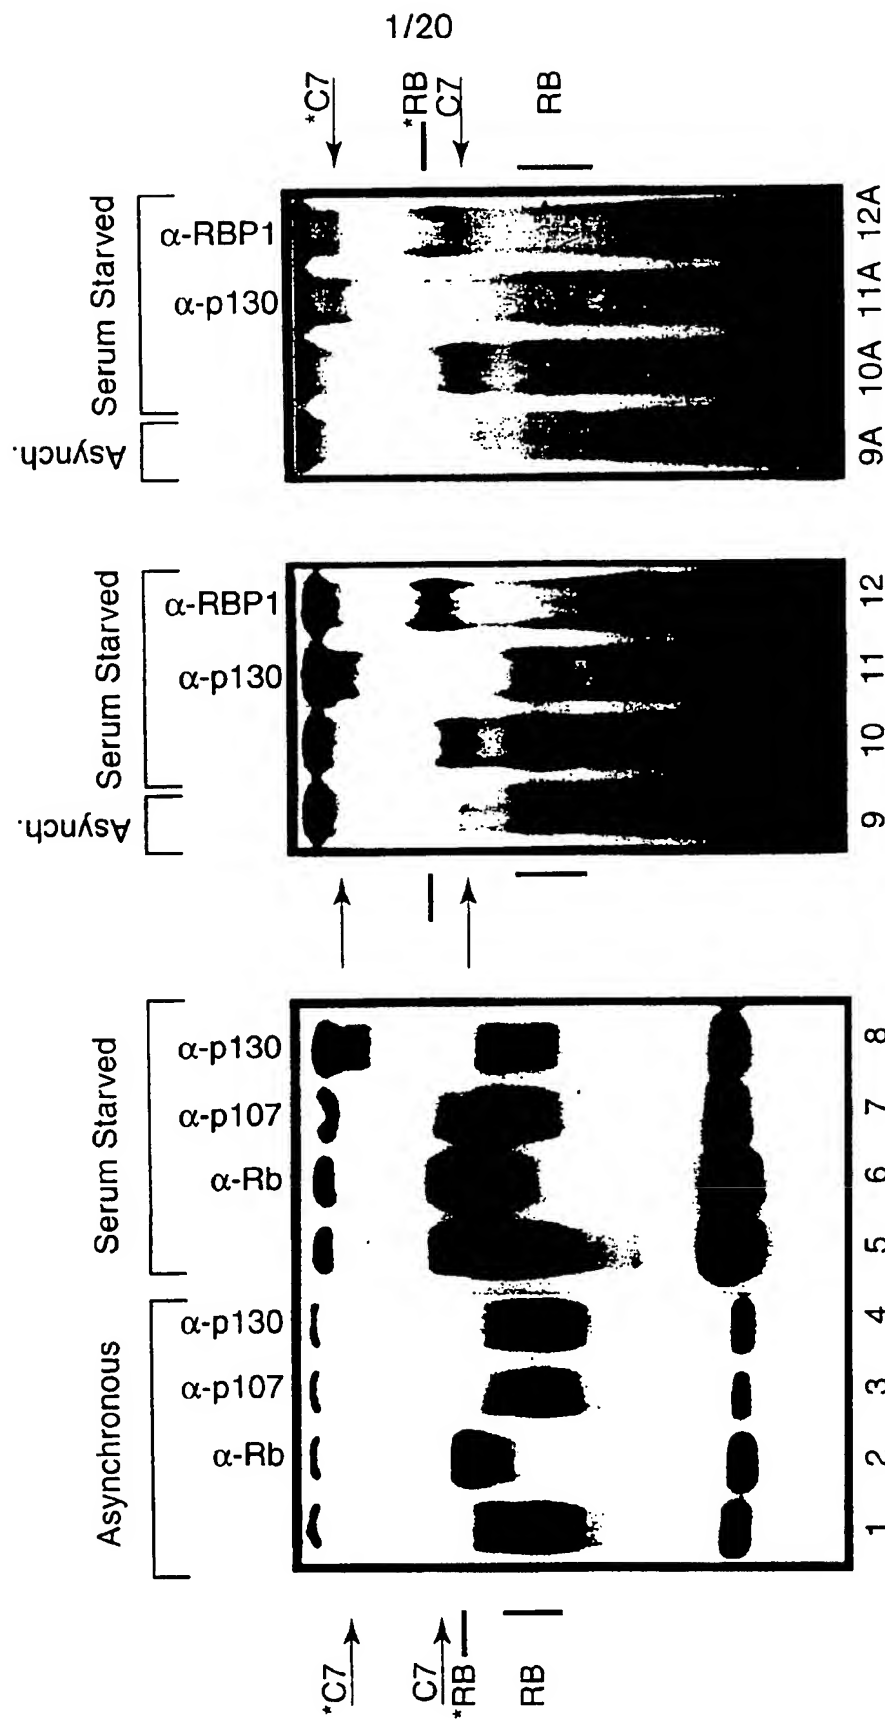 1/20
Asynchronous
Serum Starved
α-Rb
α-p107
α-p130
α-Rb
α-p107
α-p130
*C7
C7
*RB
RB
1 2 3 4 5 6 7 8
Asynch.
Serum Starved
α-p130
α-RBP1
9 10 11 12
Asynch.
Serum Starved
α-p130
α-RBP1
*C7
*RB
C7
RB
9A 10A 11A 12A